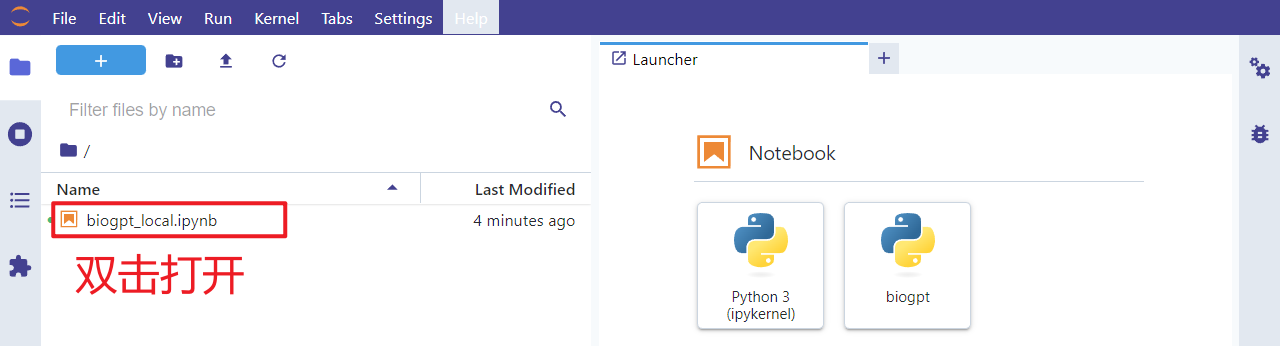 File Edit View Run Kernel Tabs Settings Help
+
Filter files by name
/
Name Last Modified
biogpt_local.ipynb 4 minutes ago
双击打开
Launcher +
Notebook
Python 3
(ipykernel)
biogpt